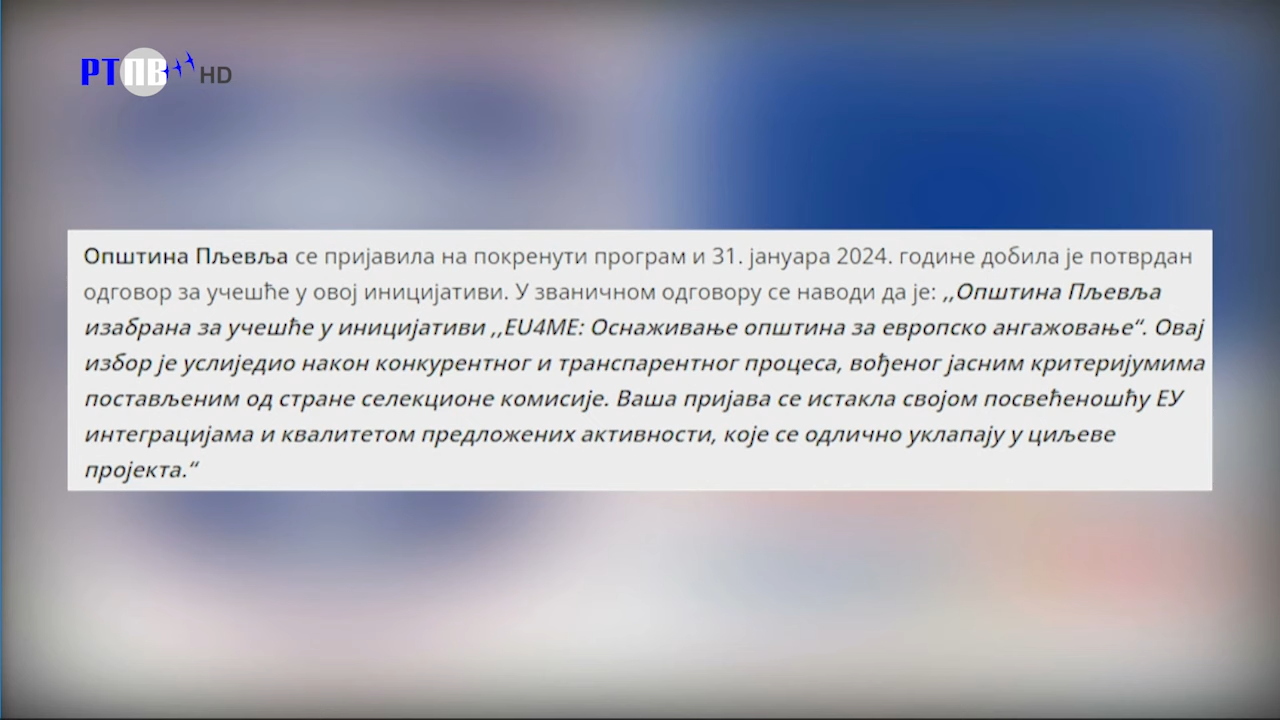 РТПВ HD
Општина Пљевља се пријавила на покренути програм и 31. јануара 2024. године добила је потврдан
одговор за учешће у овој иницијативи. У званичном одговору се наводи да је: ,,Општина Пљевља
изабрана за учешће у иницијативи ,,EU4ME: Оснаживање општина за европско ангажовање“. Овај
избор је услиједио након конкурентног и транспарентног процеса, вођеног јасним критеријумима
постављеним од стране селекционе комисије. Ваша пријава се истакла својом посвећеношћу ЕУ
интеграцијама и квалитетом предложених активности, које се одлично уклапају у циљеве
пројекта.“